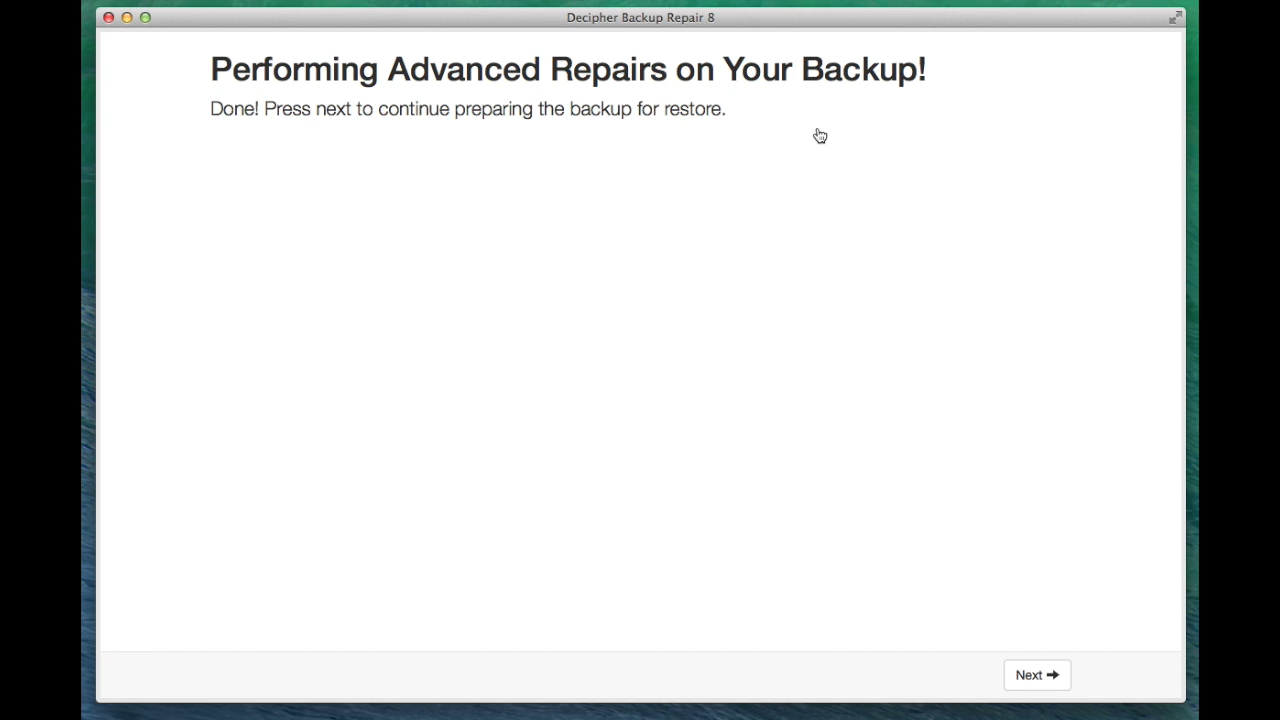 Decipher Backup Repair 8
Performing Advanced Repairs on Your Backup!
Done! Press next to continue preparing the backup for restore.
Next